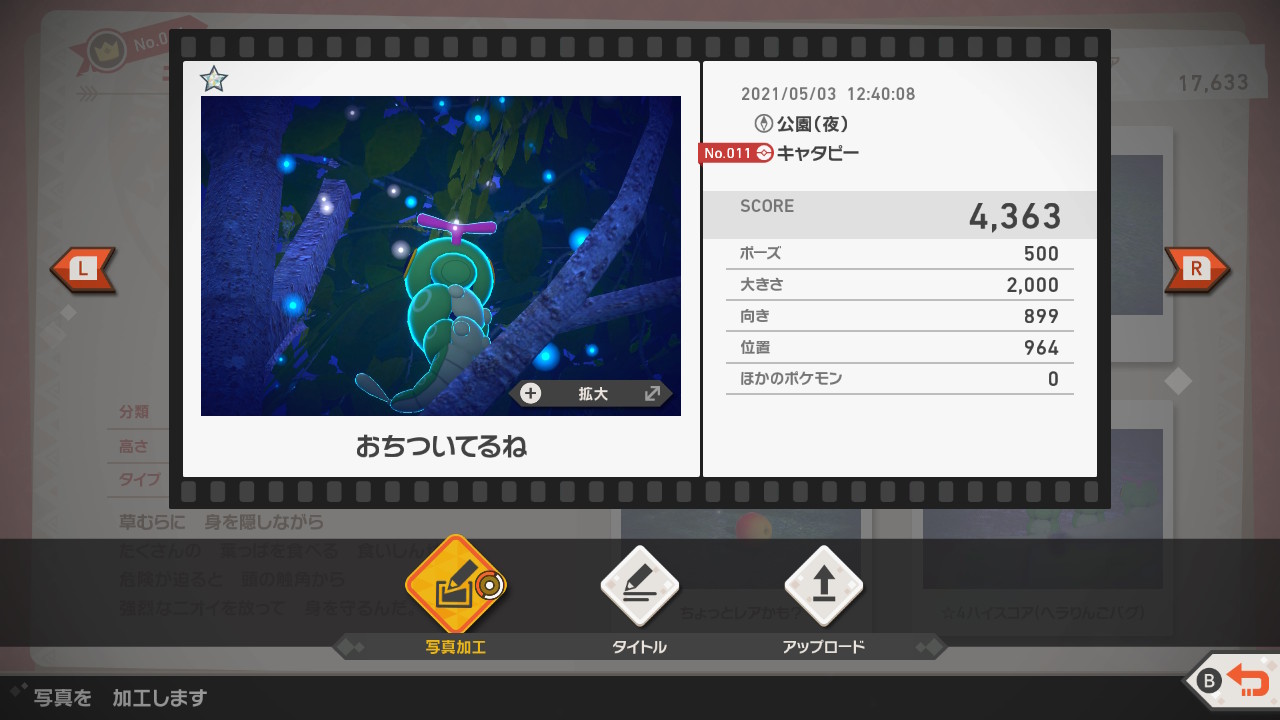 No.0
17,633
2021/05/03 12:40:08
公園(夜)
No.011 キャタピー
SCORE 4,363
ポーズ 500
大きさ 2,000
向き 899
位置 964
ほかのポケモン 0
L
R
+ 拡大
おちついてるね
分類
高さ
タイプ
草むらに 身を隠しながら
たくさんの 葉っぱを食べる 食いしん
危険が迫ると 頭の触角から
なニオイを放って 身を守るんだ
ちょっとレアかも?
☆4ハイスコア(ヘラりんごバグ)
写真加工
タイトル
アップロード
写真を 加工します
B